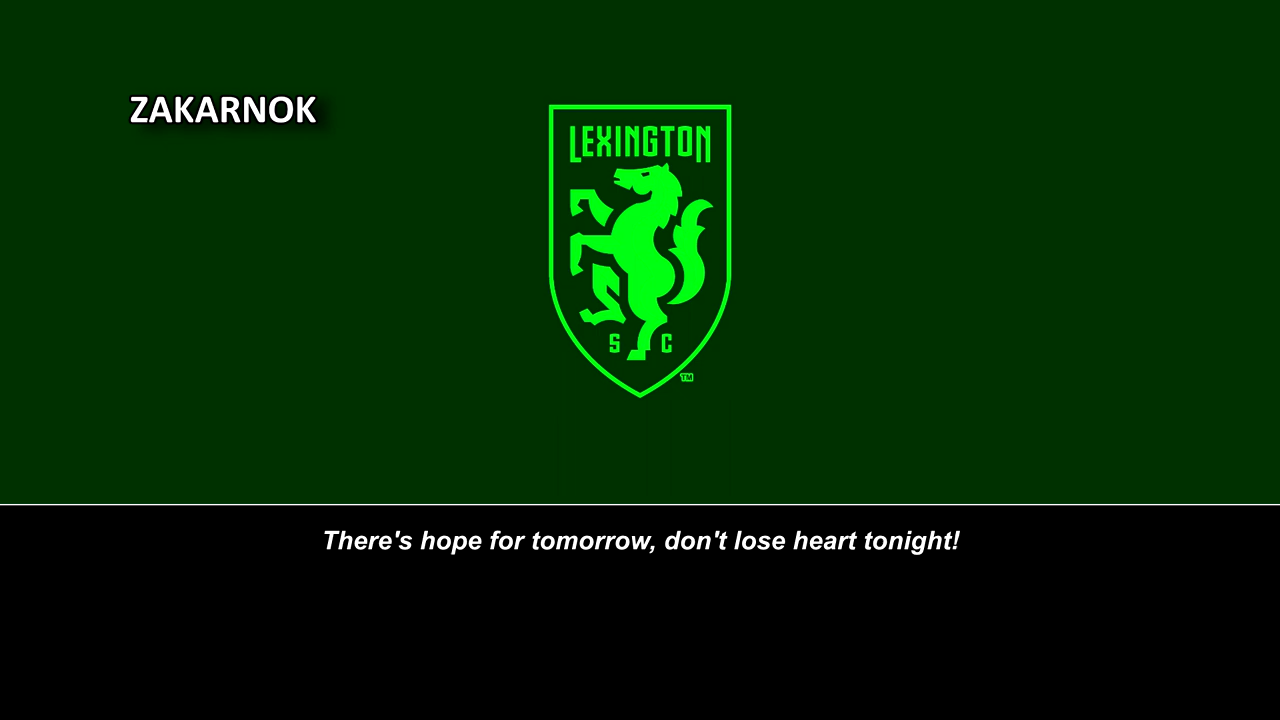 ZAKARNOK
LEXINGTON
S C
TM
There's hope for tomorrow, don't lose heart tonight!